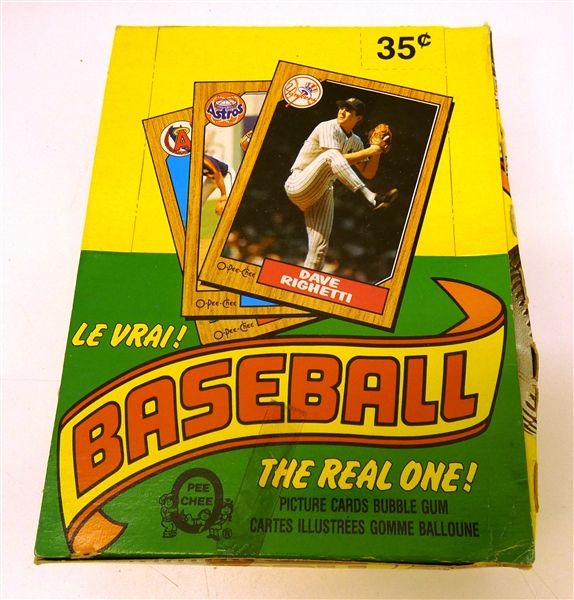 35¢
A
Astros
O-Pee-Chee
O-Pee-Chee
O-Pee-Chee
DAVE
RIGHETTI
LE VRAI!
BASEBALL
THE REAL ONE!
O
PEE
CHEE
PICTURE CARDS BUBBLE GUM
CARTES ILLUSTRÉES GOMME BALLOUNE